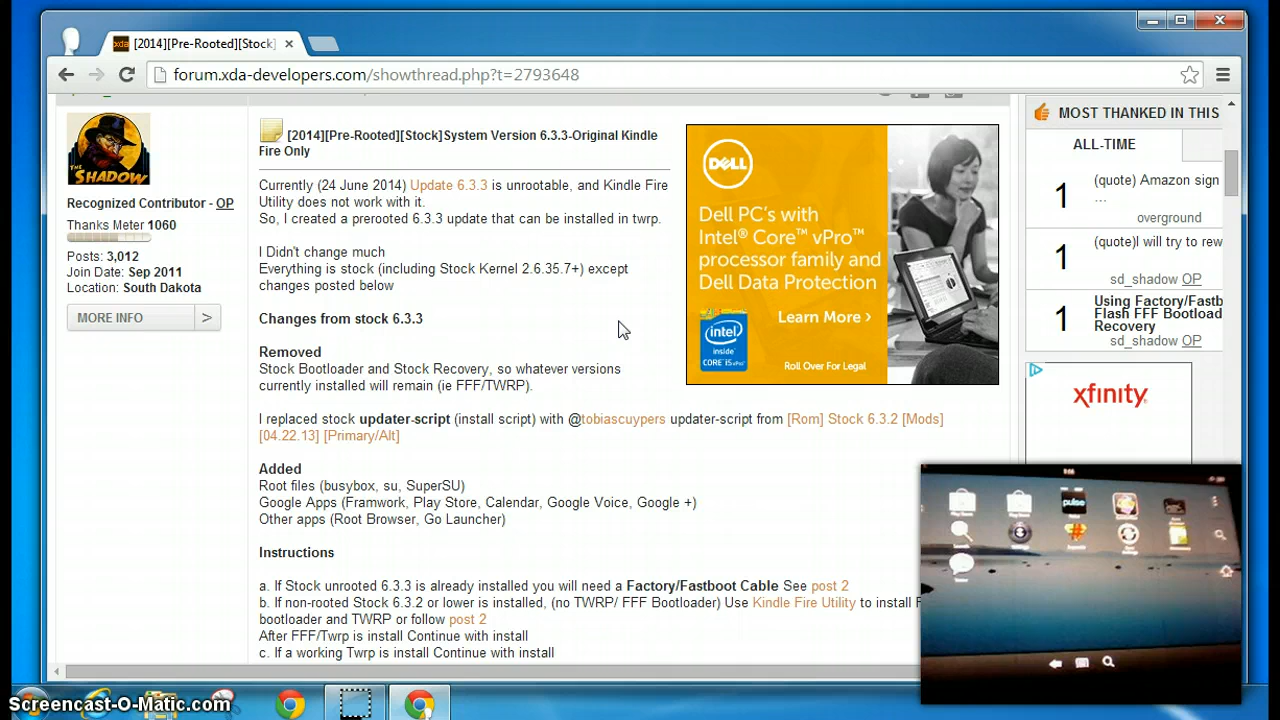 [2014][Pre-Rooted][Stock]
forum.xda-developers.com/showthread.php?t=2793648
THE SHADOW
Recognized Contributor - OP
Thanks Meter 1060
Posts: 3,012
Join Date: Sep 2011
Location: South Dakota
MORE INFO >
[2014][Pre-Rooted][Stock]System Version 6.3.3-Original Kindle
Fire Only
Currently (24 June 2014) Update 6.3.3 is unrootable, and Kindle Fire
Utility does not work with it.
So, I created a prerooted 6.3.3 update that can be installed in twrp.
I Didn't change much
Everything is stock (including Stock Kernel 2.6.35.7+) except
changes posted below
Changes from stock 6.3.3
Removed
Stock Bootloader and Stock Recovery, so whatever versions
currently installed will remain (ie FFF/TWRP).
I replaced stock updater-script (install script) with @tobiascuypers updater-script from [Rom] Stock 6.3.2 [Mods]
[04.22.13] [Primary/Alt]
Added
Root files (busybox, su, SuperSU)
Google Apps (Framwork, Play Store, Calendar, Google Voice, Google +)
Other apps (Root Browser, Go Launcher)
Instructions
a. If Stock unrooted 6.3.3 is already installed you will need a Factory/Fastboot Cable See post 2
b. If non-rooted Stock 6.3.2 or lower is installed, (no TWRP/ FFF Bootloader) Use Kindle Fire Utility to install F
bootloader and TWRP or follow post 2
After FFF/Twrp is install Continue with install
c. If a working Twrp is install Continue with install
DELL
Dell PC's with
Intel® Core™ vPro™
processor family and
Dell Data Protection
Learn More >
intel
inside™
CORE i5 vPro™
Roll Over For Legal
MOST THANKED IN THIS
ALL-TIME
1
(quote) Amazon sign
...
overground
1
(quote)I will try to rew
sd_shadow OP
1
Using Factory/Fastb
Flash FFF Bootload
Recovery
sd_shadow OP
xfinity
pulse
Screencast-O-Matic.com